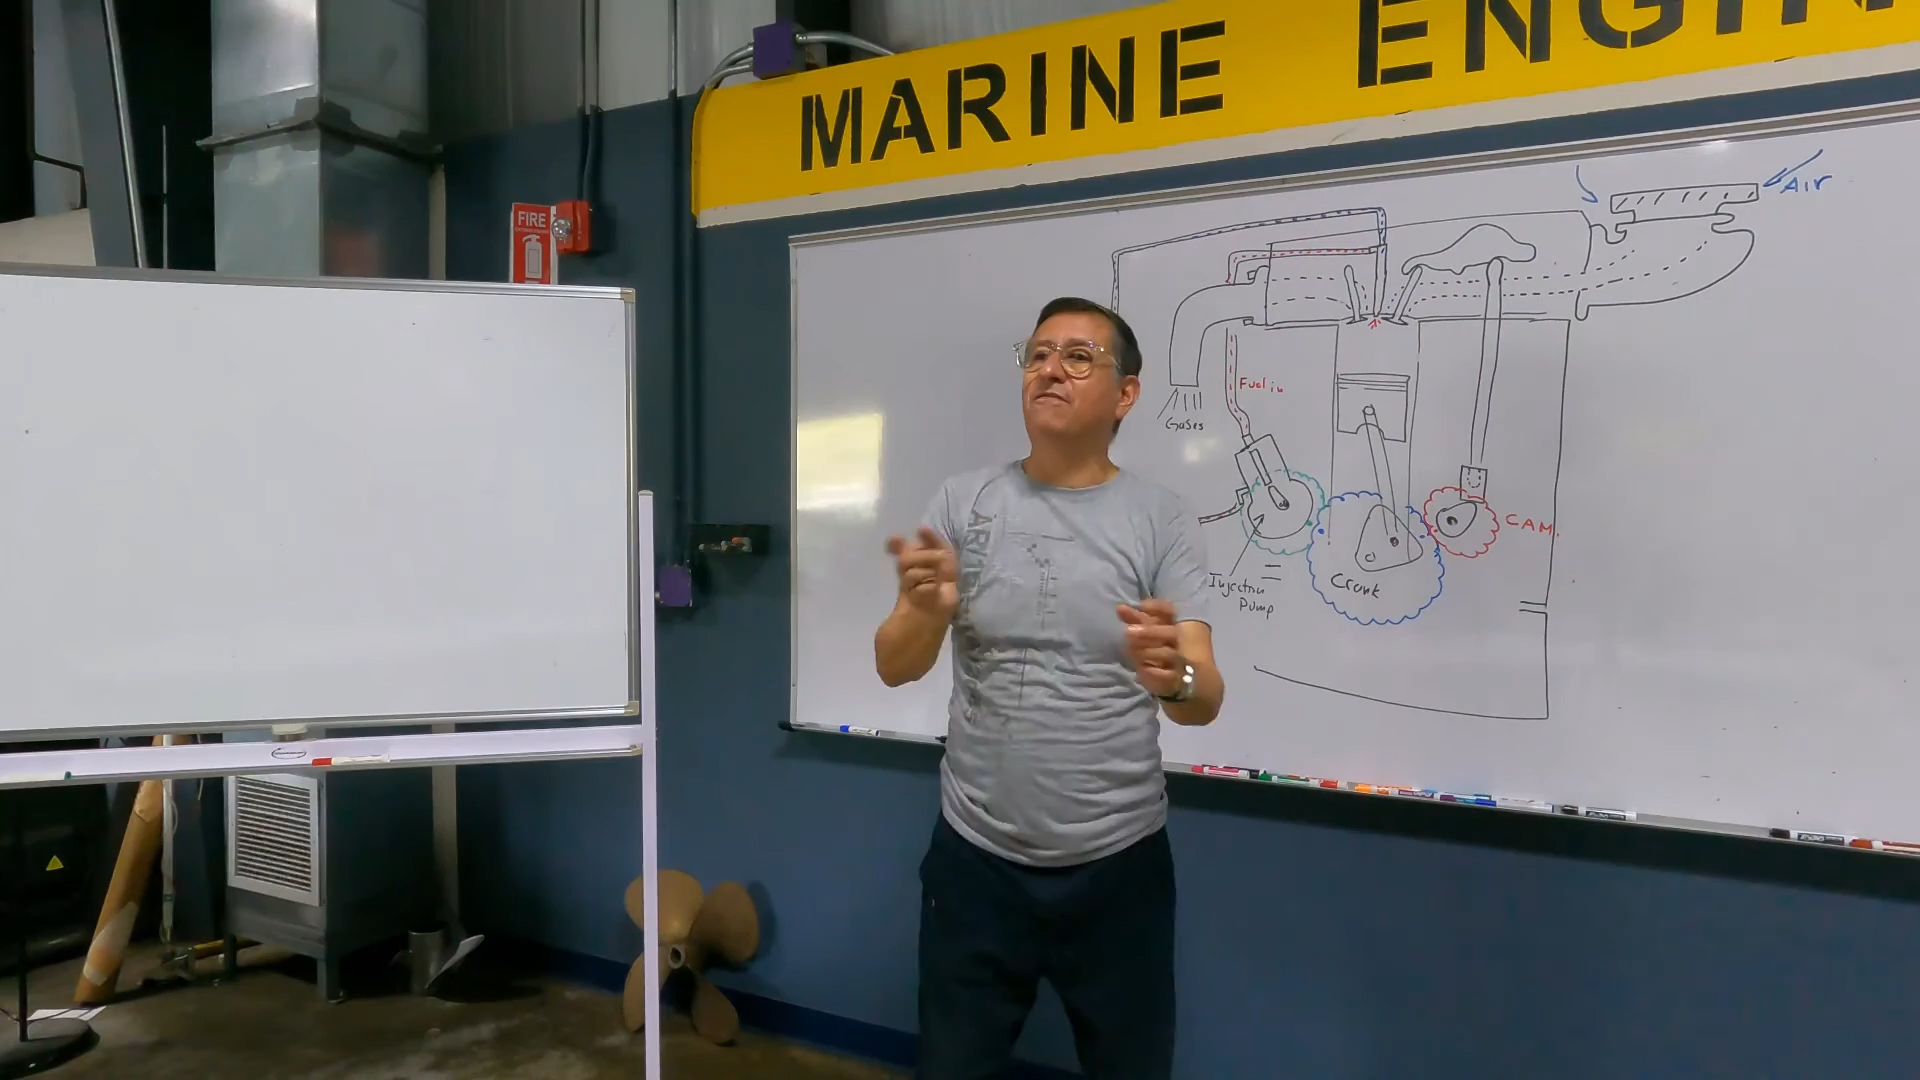 MARINE ENGIN
FIRE
Air
Fuel in
Gases
CAM.
Injection
Pump
Crank